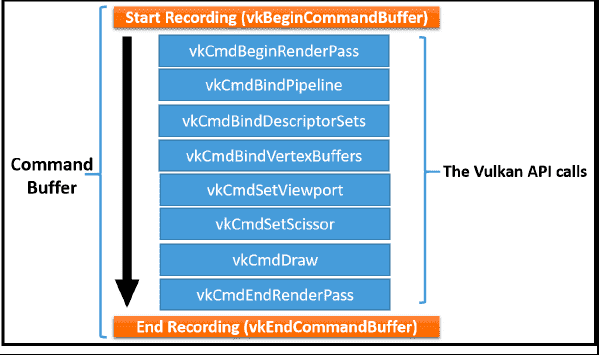 Start Recording (vkBeginCommandBuffer)
vkCmdBeginRenderPass
vkCmdBindPipeline
vkCmdBindDescriptorSets
vkCmdBindVertexBuffers
vkCmdSetViewport
vkCmdSetScissor
vkCmdDraw
vkCmdEndRenderPass
End Recording (vkEndCommandBuffer)
Command
Buffer
The Vulkan API calls